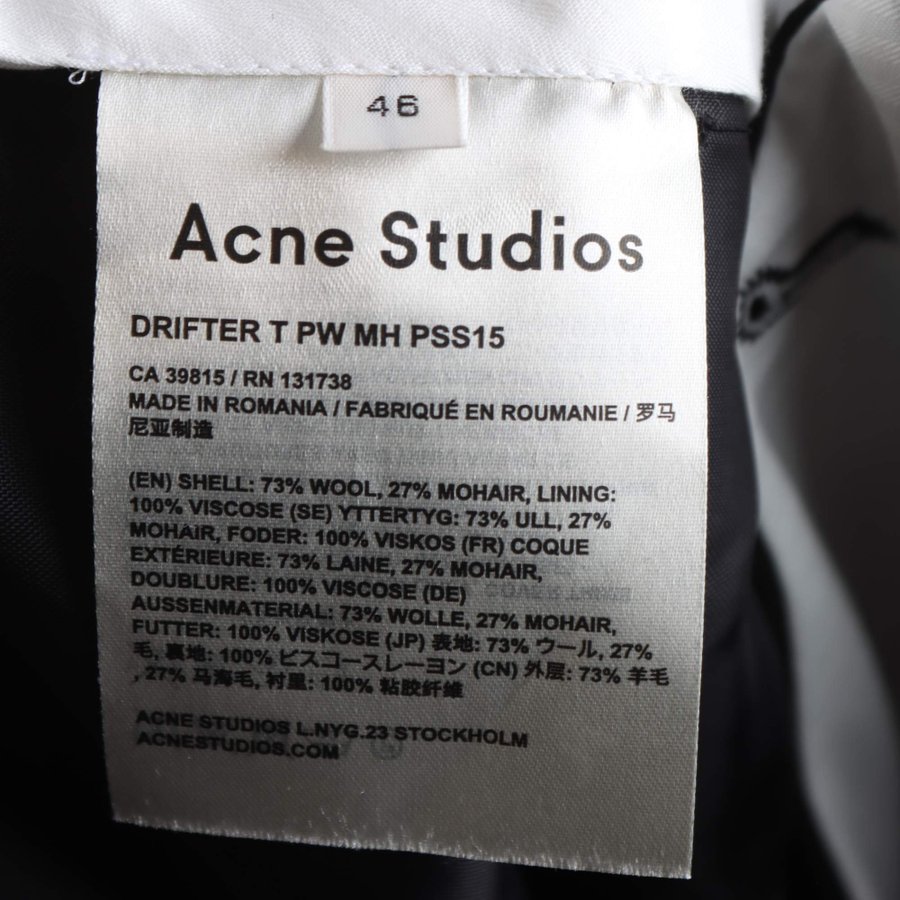 46
Acne Studios
DRIFTER T PW MH PSS15
CA 39815 / RN 131738
MADE IN ROMANIA / FABRIQUÉ EN ROUMANIE / 罗马
尼亚制造
(EN) SHELL: 73% WOOL, 27% MOHAIR, LINING:
100% VISCOSE (SE) YTTERTYG: 73% ULL, 27%
MOHAIR, FODER: 100% VISKOS (FR) COQUE
EXTÉRIEURE: 73% LAINE, 27% MOHAIR,
DOUBLURE: 100% VISCOSE (DE)
AUSSENMATERIAL: 73% WOLLE, 27% MOHAIR,
FUTTER: 100% VISKOSE (JP) 表地: 73% ウール, 27%
毛, 裏地: 100% ビスコースレーヨン (CN) 外层: 73% 羊毛
, 27% 马海毛, 衬里: 100% 粘胶纤维
ACNE STUDIOS L.NYG.23 STOCKHOLM
ACNESTUDIOS.COM